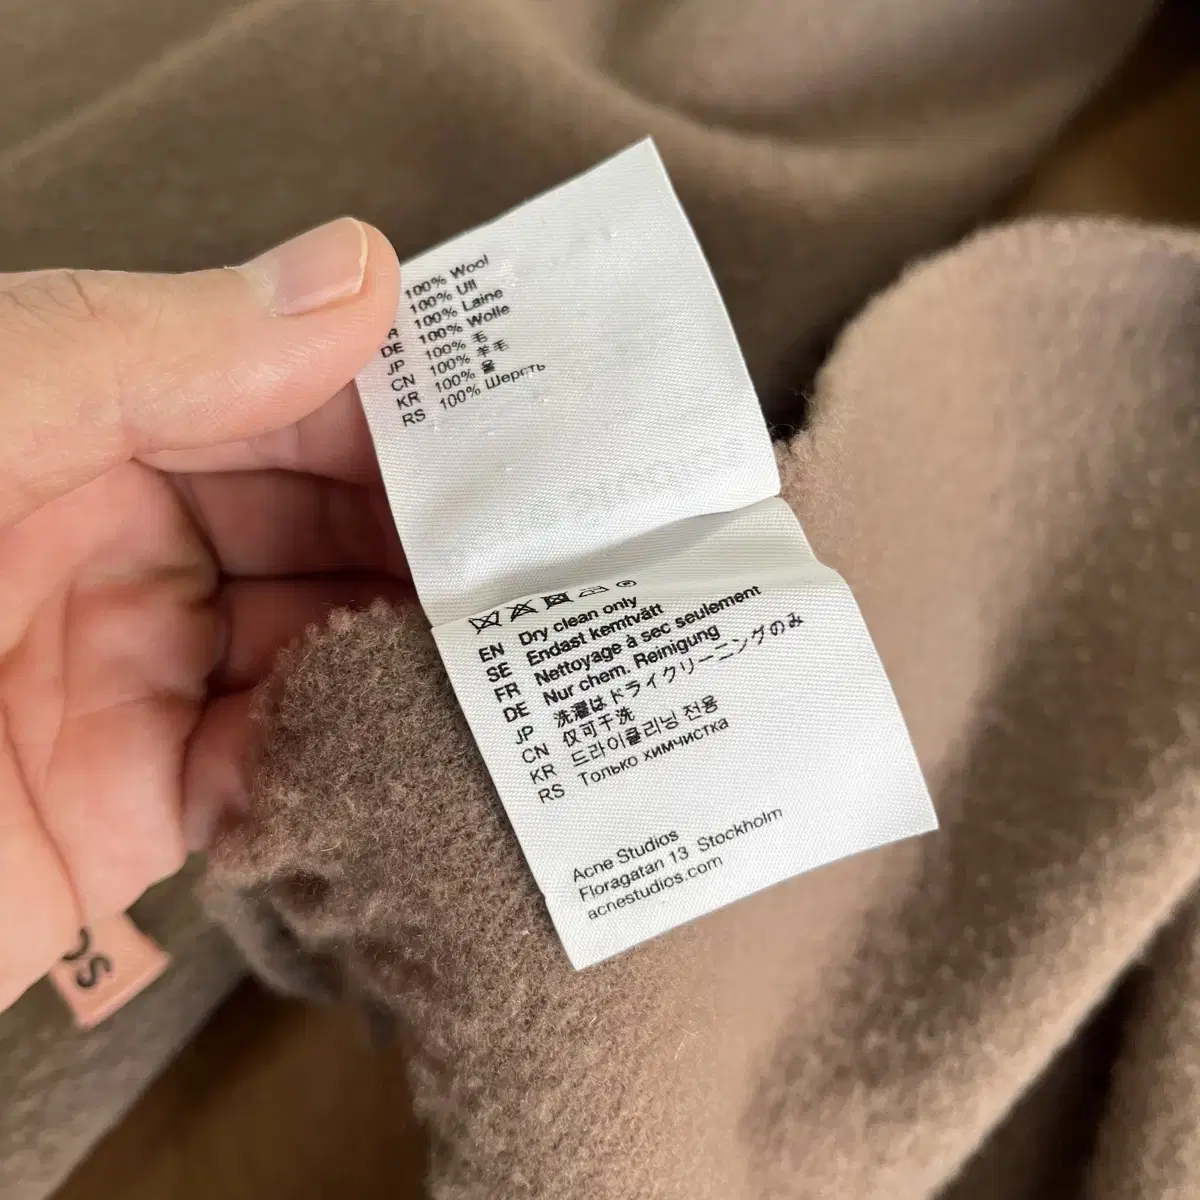 100% Wool
100% Ull
100% Laine
DE 100% Wolle
JP 100% 毛
CN 100% 羊毛
KR 100% 울
RS 100% Шерсть
EN Dry clean only
SE Endast kemtvätt
FR Nettoyage à sec seulement
DE Nur chem. Reinigung
JP 洗濯はドライクリーニングのみ
CN 仅可干洗
KR 드라이클리닝 전용
RS Только химчистка
Acne Studios
Floragatan 13 Stockholm
acnestudios.com